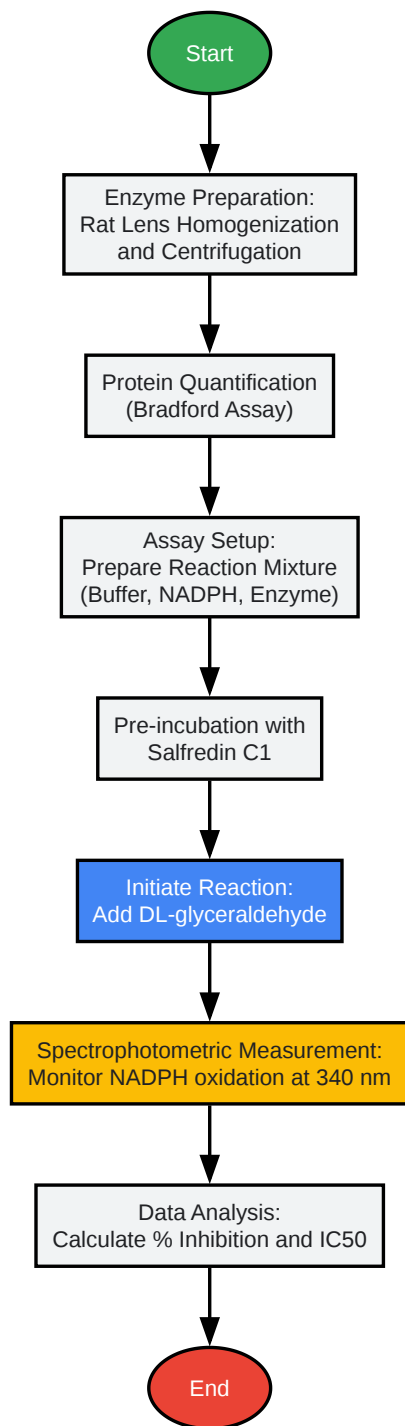 Start
Enzyme Preparation:
Rat Lens Homogenization
and Centrifugation
Protein Quantification
(Bradford Assay)
Assay Setup:
Prepare Reaction Mixture
(Buffer, NADPH, Enzyme)
Pre-incubation with
Salfredin C1
Initiate Reaction:
Add DL-glyceraldehyde
Spectrophotometric Measurement:
Monitor NADPH oxidation at 340 nm
Data Analysis:
Calculate % Inhibition and IC50
End